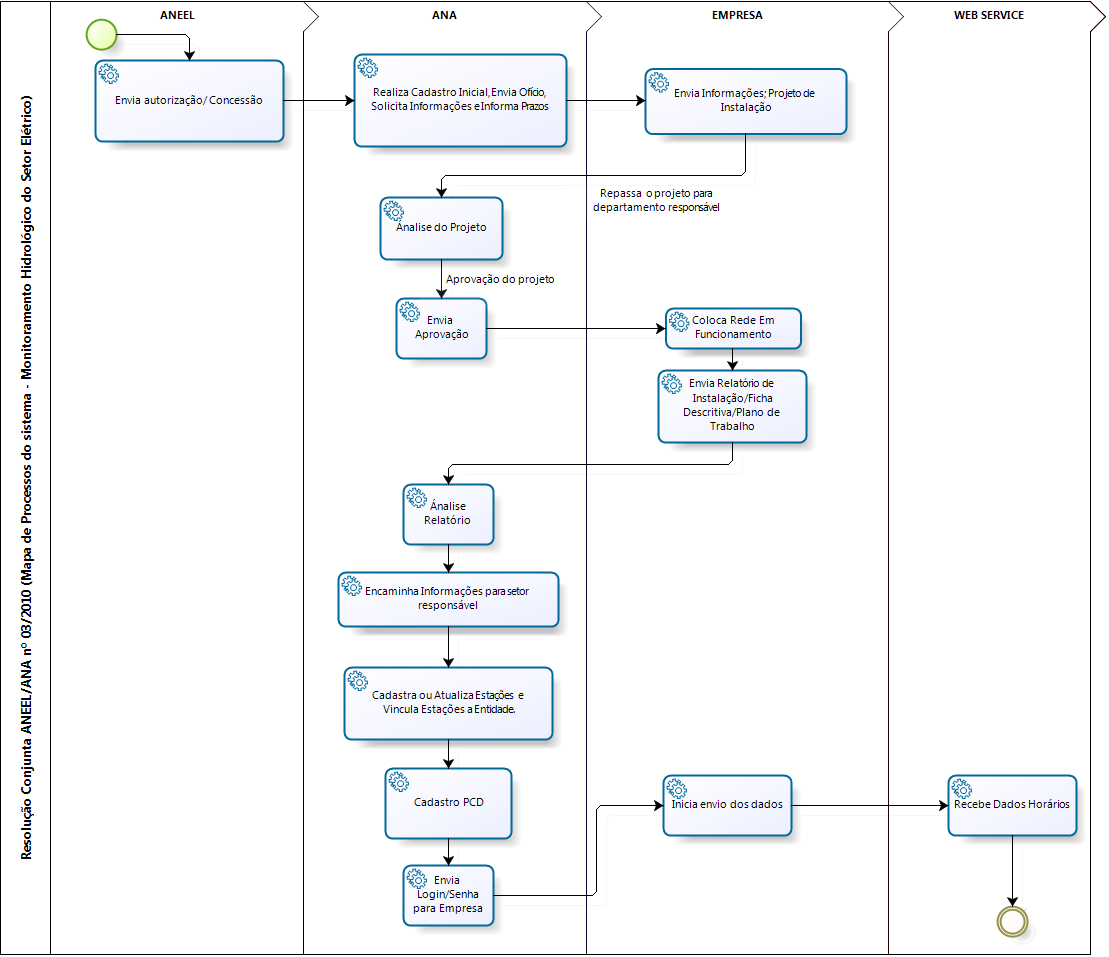 Resolução Conjunta ANEEL/ANA nº 03/2010 (Mapa de Processos do sistema - Monitoramento Hidrológico do Setor Elétrico)
ANEEL
ANA
EMPRESA
WEB SERVICE
Envia autorização/ Concessão
Realiza Cadastro Inicial, Envia Ofício,
Solicita Informações e Informa Prazos
Envia Informações; Projeto de
Instalação
Repassa o projeto para
departamento responsável
Analise do Projeto
Aprovação do projeto
Envia
Aprovação
Coloca Rede Em
Funcionamento
Envia Relatório de
Instalação/Ficha
Descritiva/Plano de
Trabalho
Ánalise
Relatório
Encaminha Informações para setor
responsável
Cadastra ou Atualiza Estações e
Vincula Estações a Entidade.
Cadastro PCD
Envia
Login/Senha
para Empresa
Inicia envio dos dados
Recebe Dados Horários